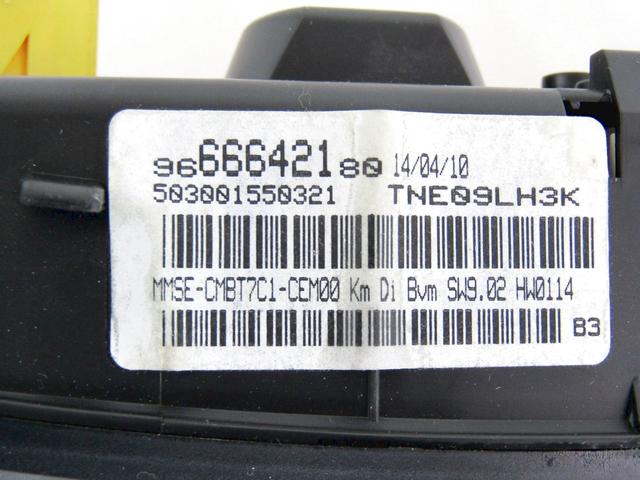 9666642180 14/04/10
503001550321 TNE09LH3K
MMSE-CMBT7C1-CEM00 Km Di Bvm SW9.02 HW0114
B3